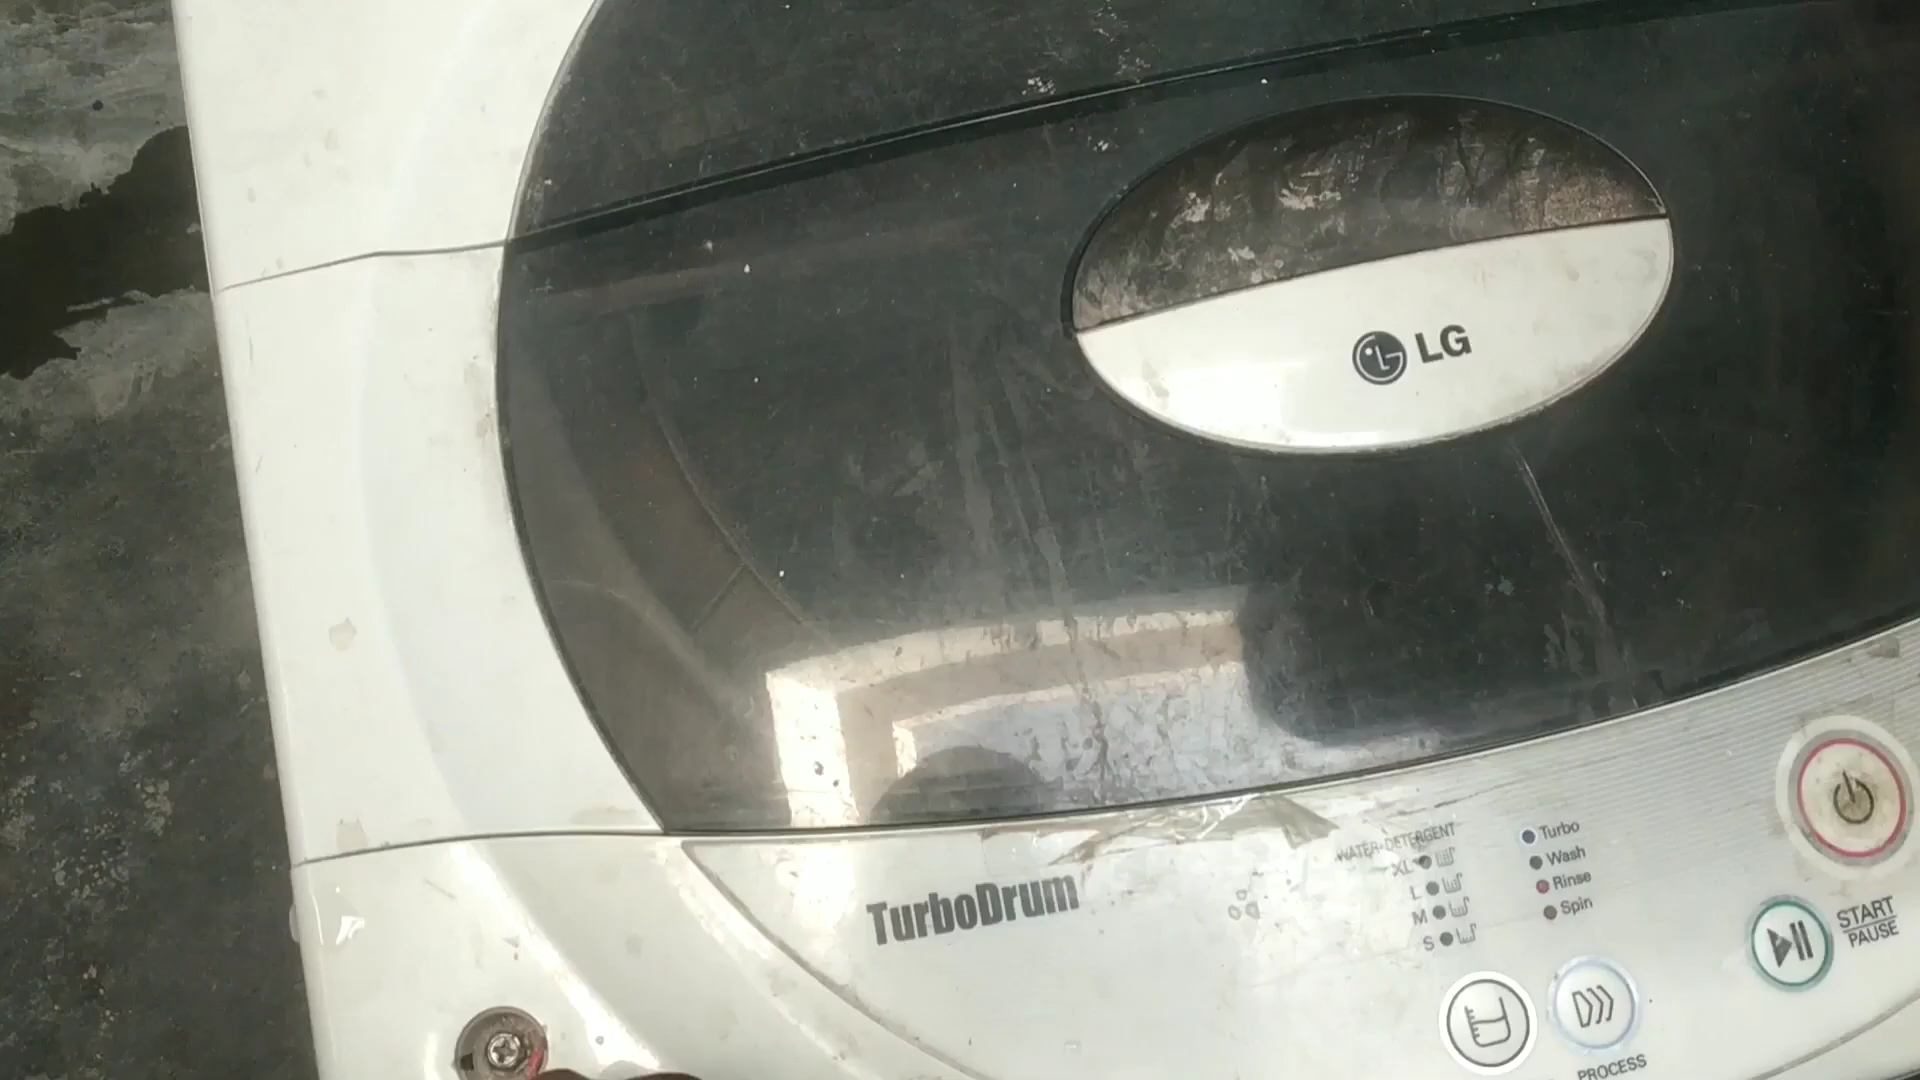 LG
TurboDrum
WATER•DETERGENT
XL
L
M
S
Turbo
Wash
Rinse
Spin
START
PAUSE
PROCESS